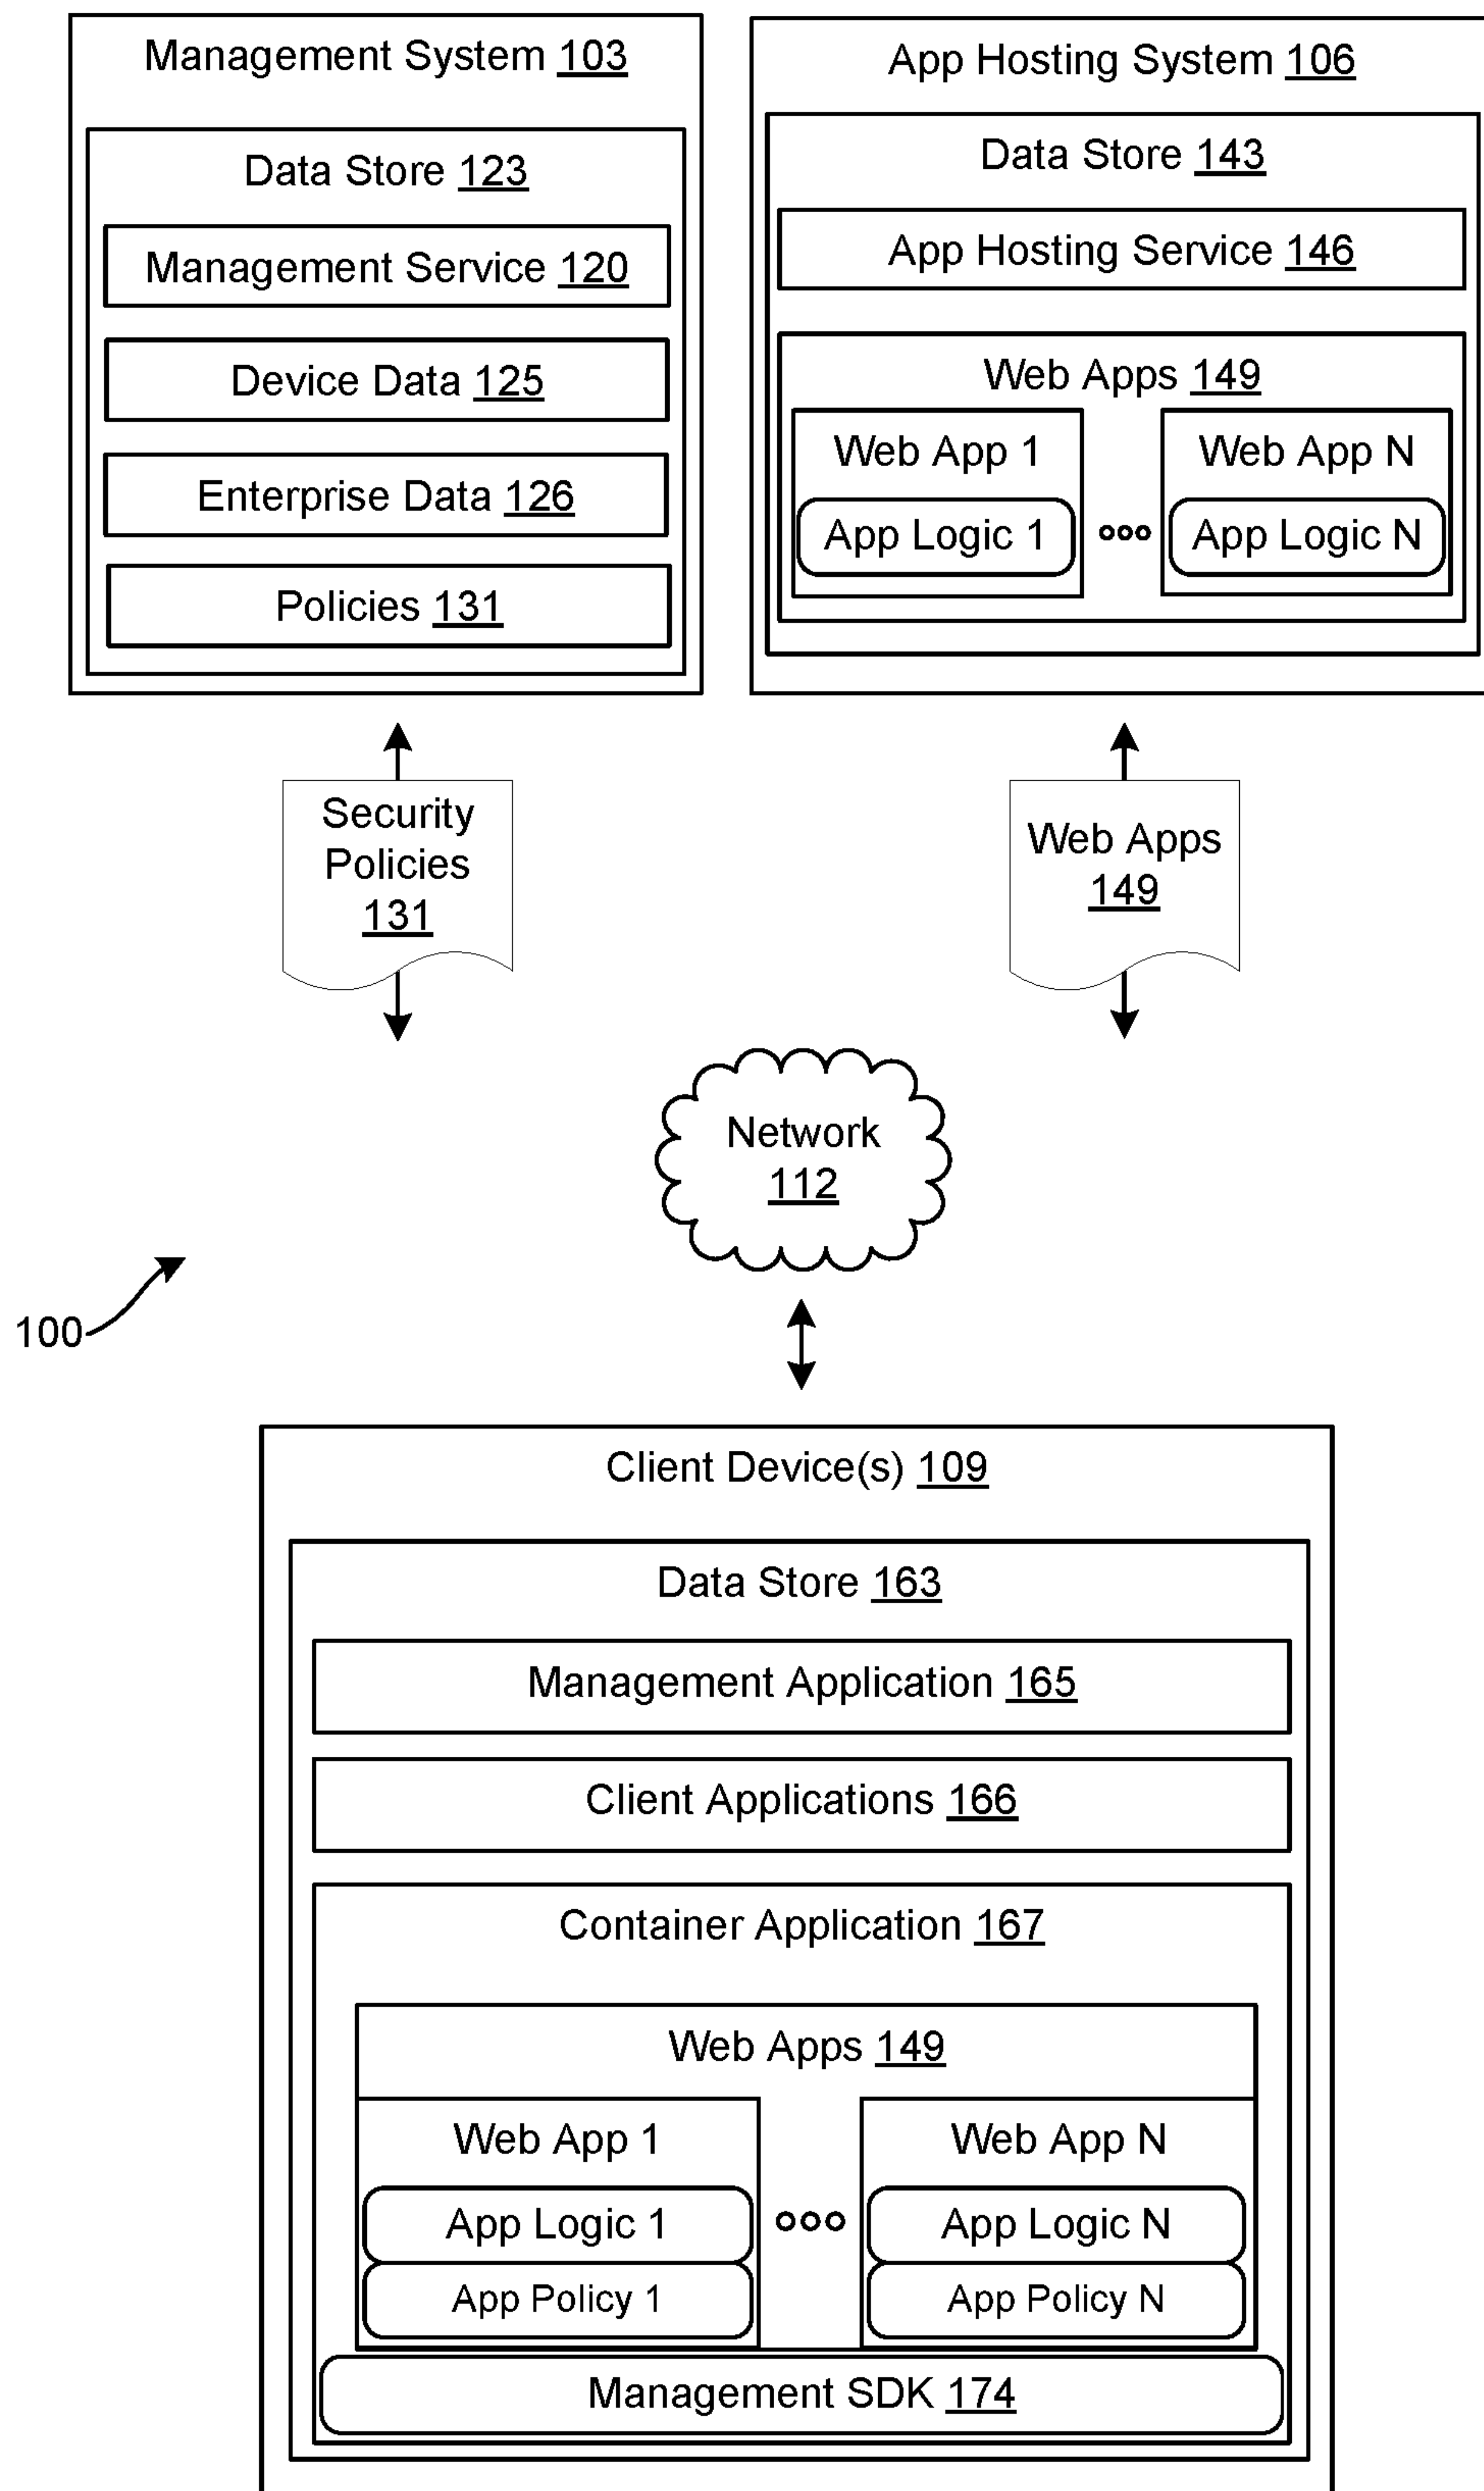 Management System 103
Data Store 123
Management Service 120
Device Data 125
Enterprise Data 126
Policies 131
App Hosting System 106
Data Store 143
App Hosting Service 146
Web Apps 149
Web App 1
App Logic 1
Web App N
App Logic N
Security
Policies
131
Web Apps
149
Network
112
100
Client Device(s) 109
Data Store 163
Management Application 165
Client Applications 166
Container Application 167
Web Apps 149
Web App 1
App Logic 1
App Policy 1
Web App N
App Logic N
App Policy N
Management SDK 174